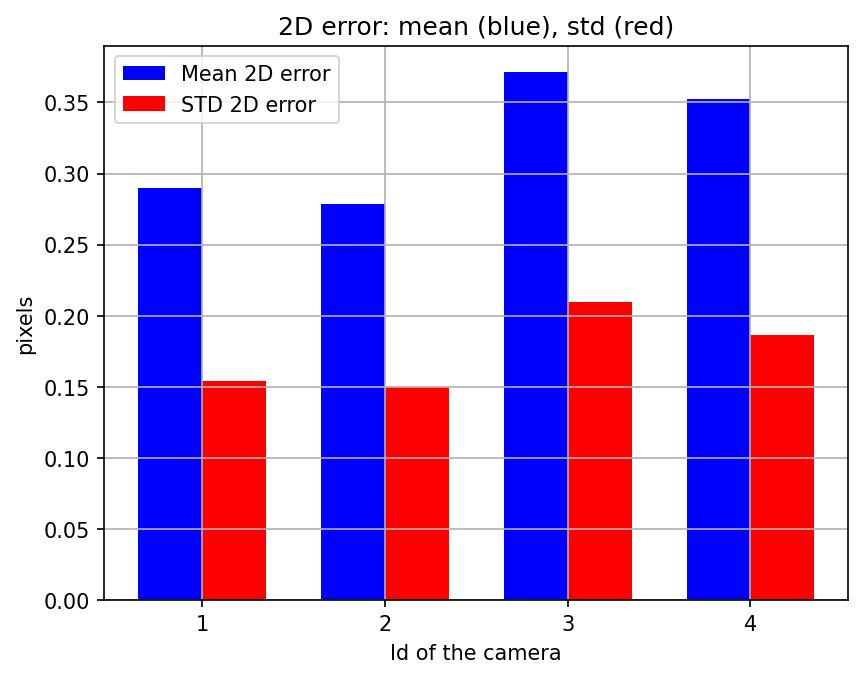 2D error: mean (blue), std (red)
Mean 2D error
STD 2D error
0.35
0.30
0.25
0.20
0.15
0.10
0.05
0.00
pixels
1 2 3 4
Id of the camera